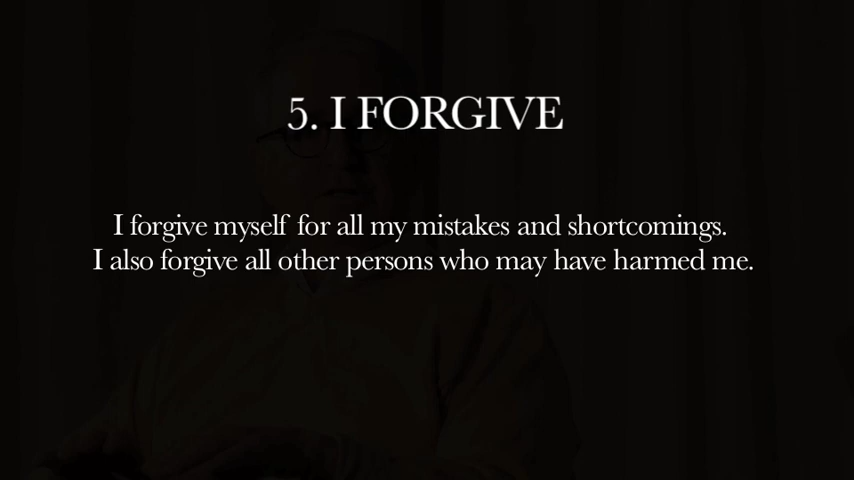 5. I FORGIVE
I forgive myself for all my mistakes and shortcomings.
I also forgive all other persons who may have harmed me.